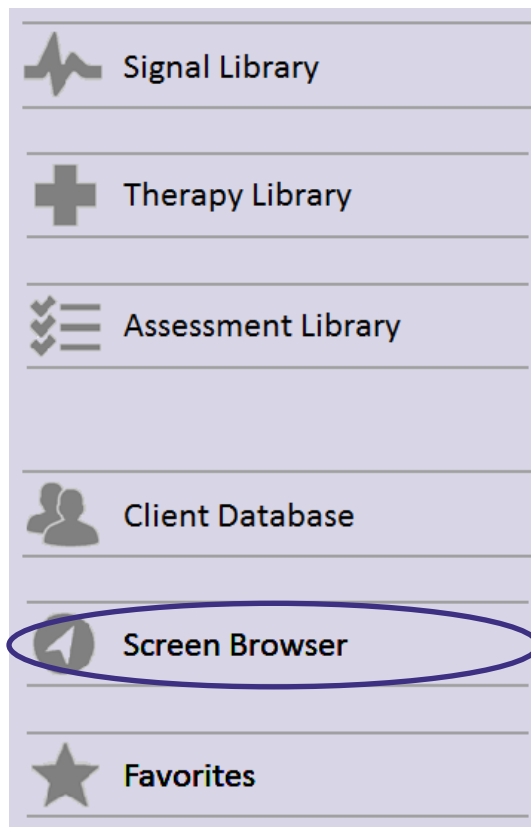 Signal Library
Therapy Library
Assessment Library
Client Database
Screen Browser
Favorites